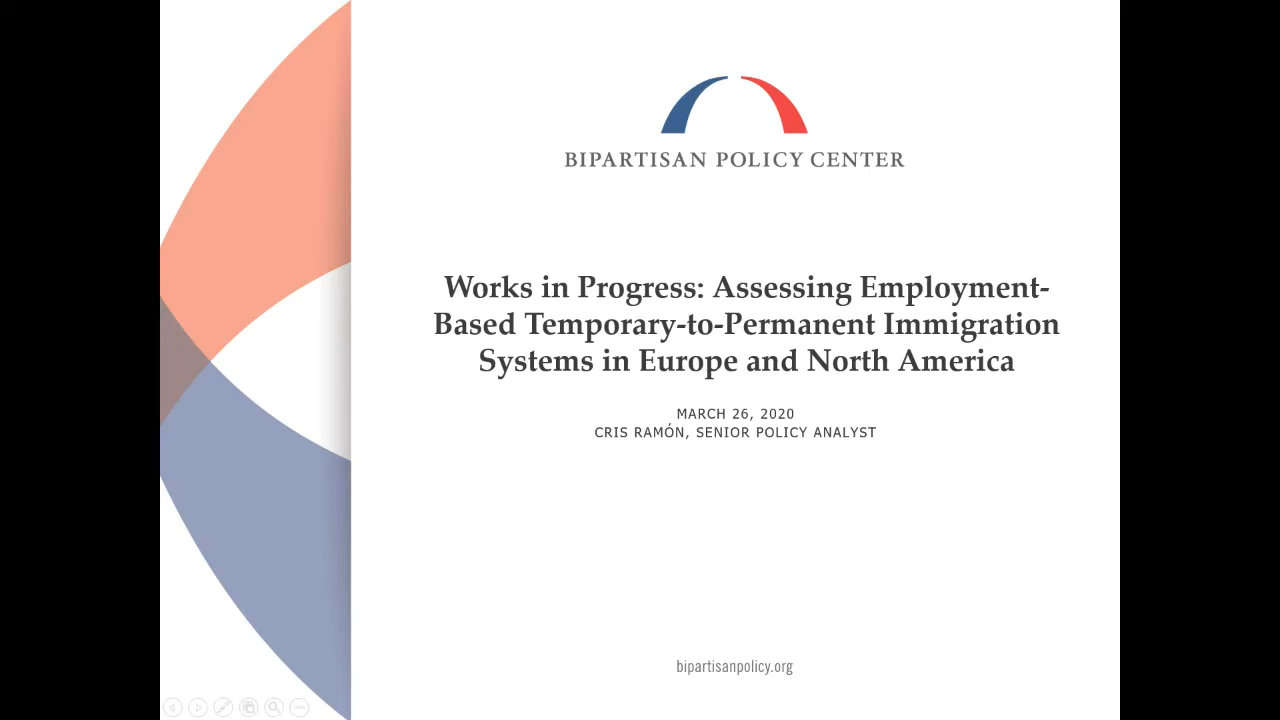 BIPARTISAN POLICY CENTER
Works in Progress: Assessing Employment-
Based Temporary-to-Permanent Immigration
Systems in Europe and North America
MARCH 26, 2020
CRIS RAMÓN, SENIOR POLICY ANALYST
bipartisanpolicy.org